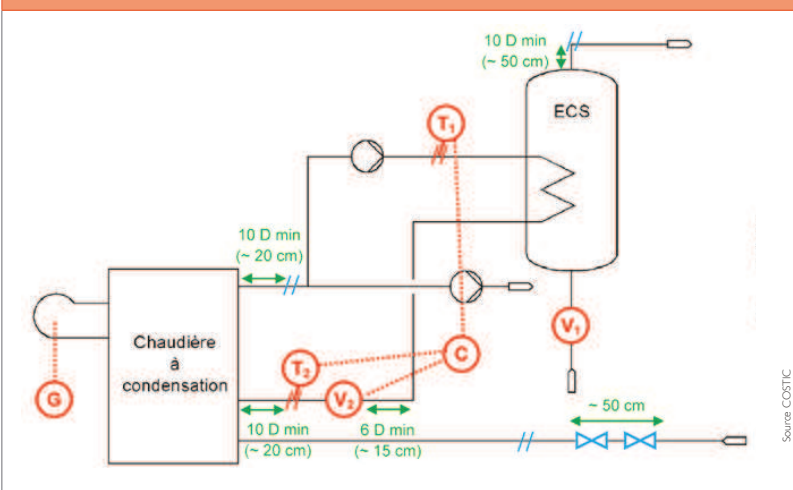 10 D min
(~ 50 cm)
ECS
T1
10 D min
(~ 20 cm)
V1
Chaudière
à
condensation
C
T2
G
V2
~ 50 cm
10 D min
(~ 20 cm)
6 D min
(~ 15 cm)
Source COSTIC